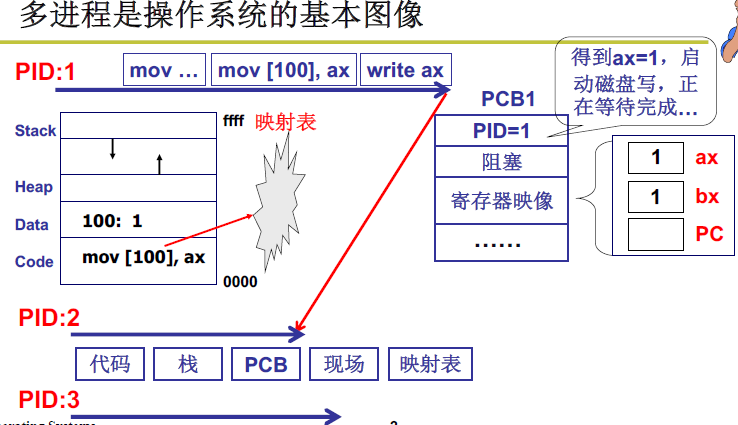 多进程是操作系统的基本图像
PID:1
mov …
mov [100], ax
write ax
得到ax=1，启
动磁盘写，正
在等待完成…
PCB1
PID=1
阻塞
寄存器映像
……
1 ax
1 bx
PC
Stack
Heap
Data
Code
ffff
映射表
100: 1
mov [100], ax
0000
PID:2
代码
栈
PCB
现场
映射表
PID:3